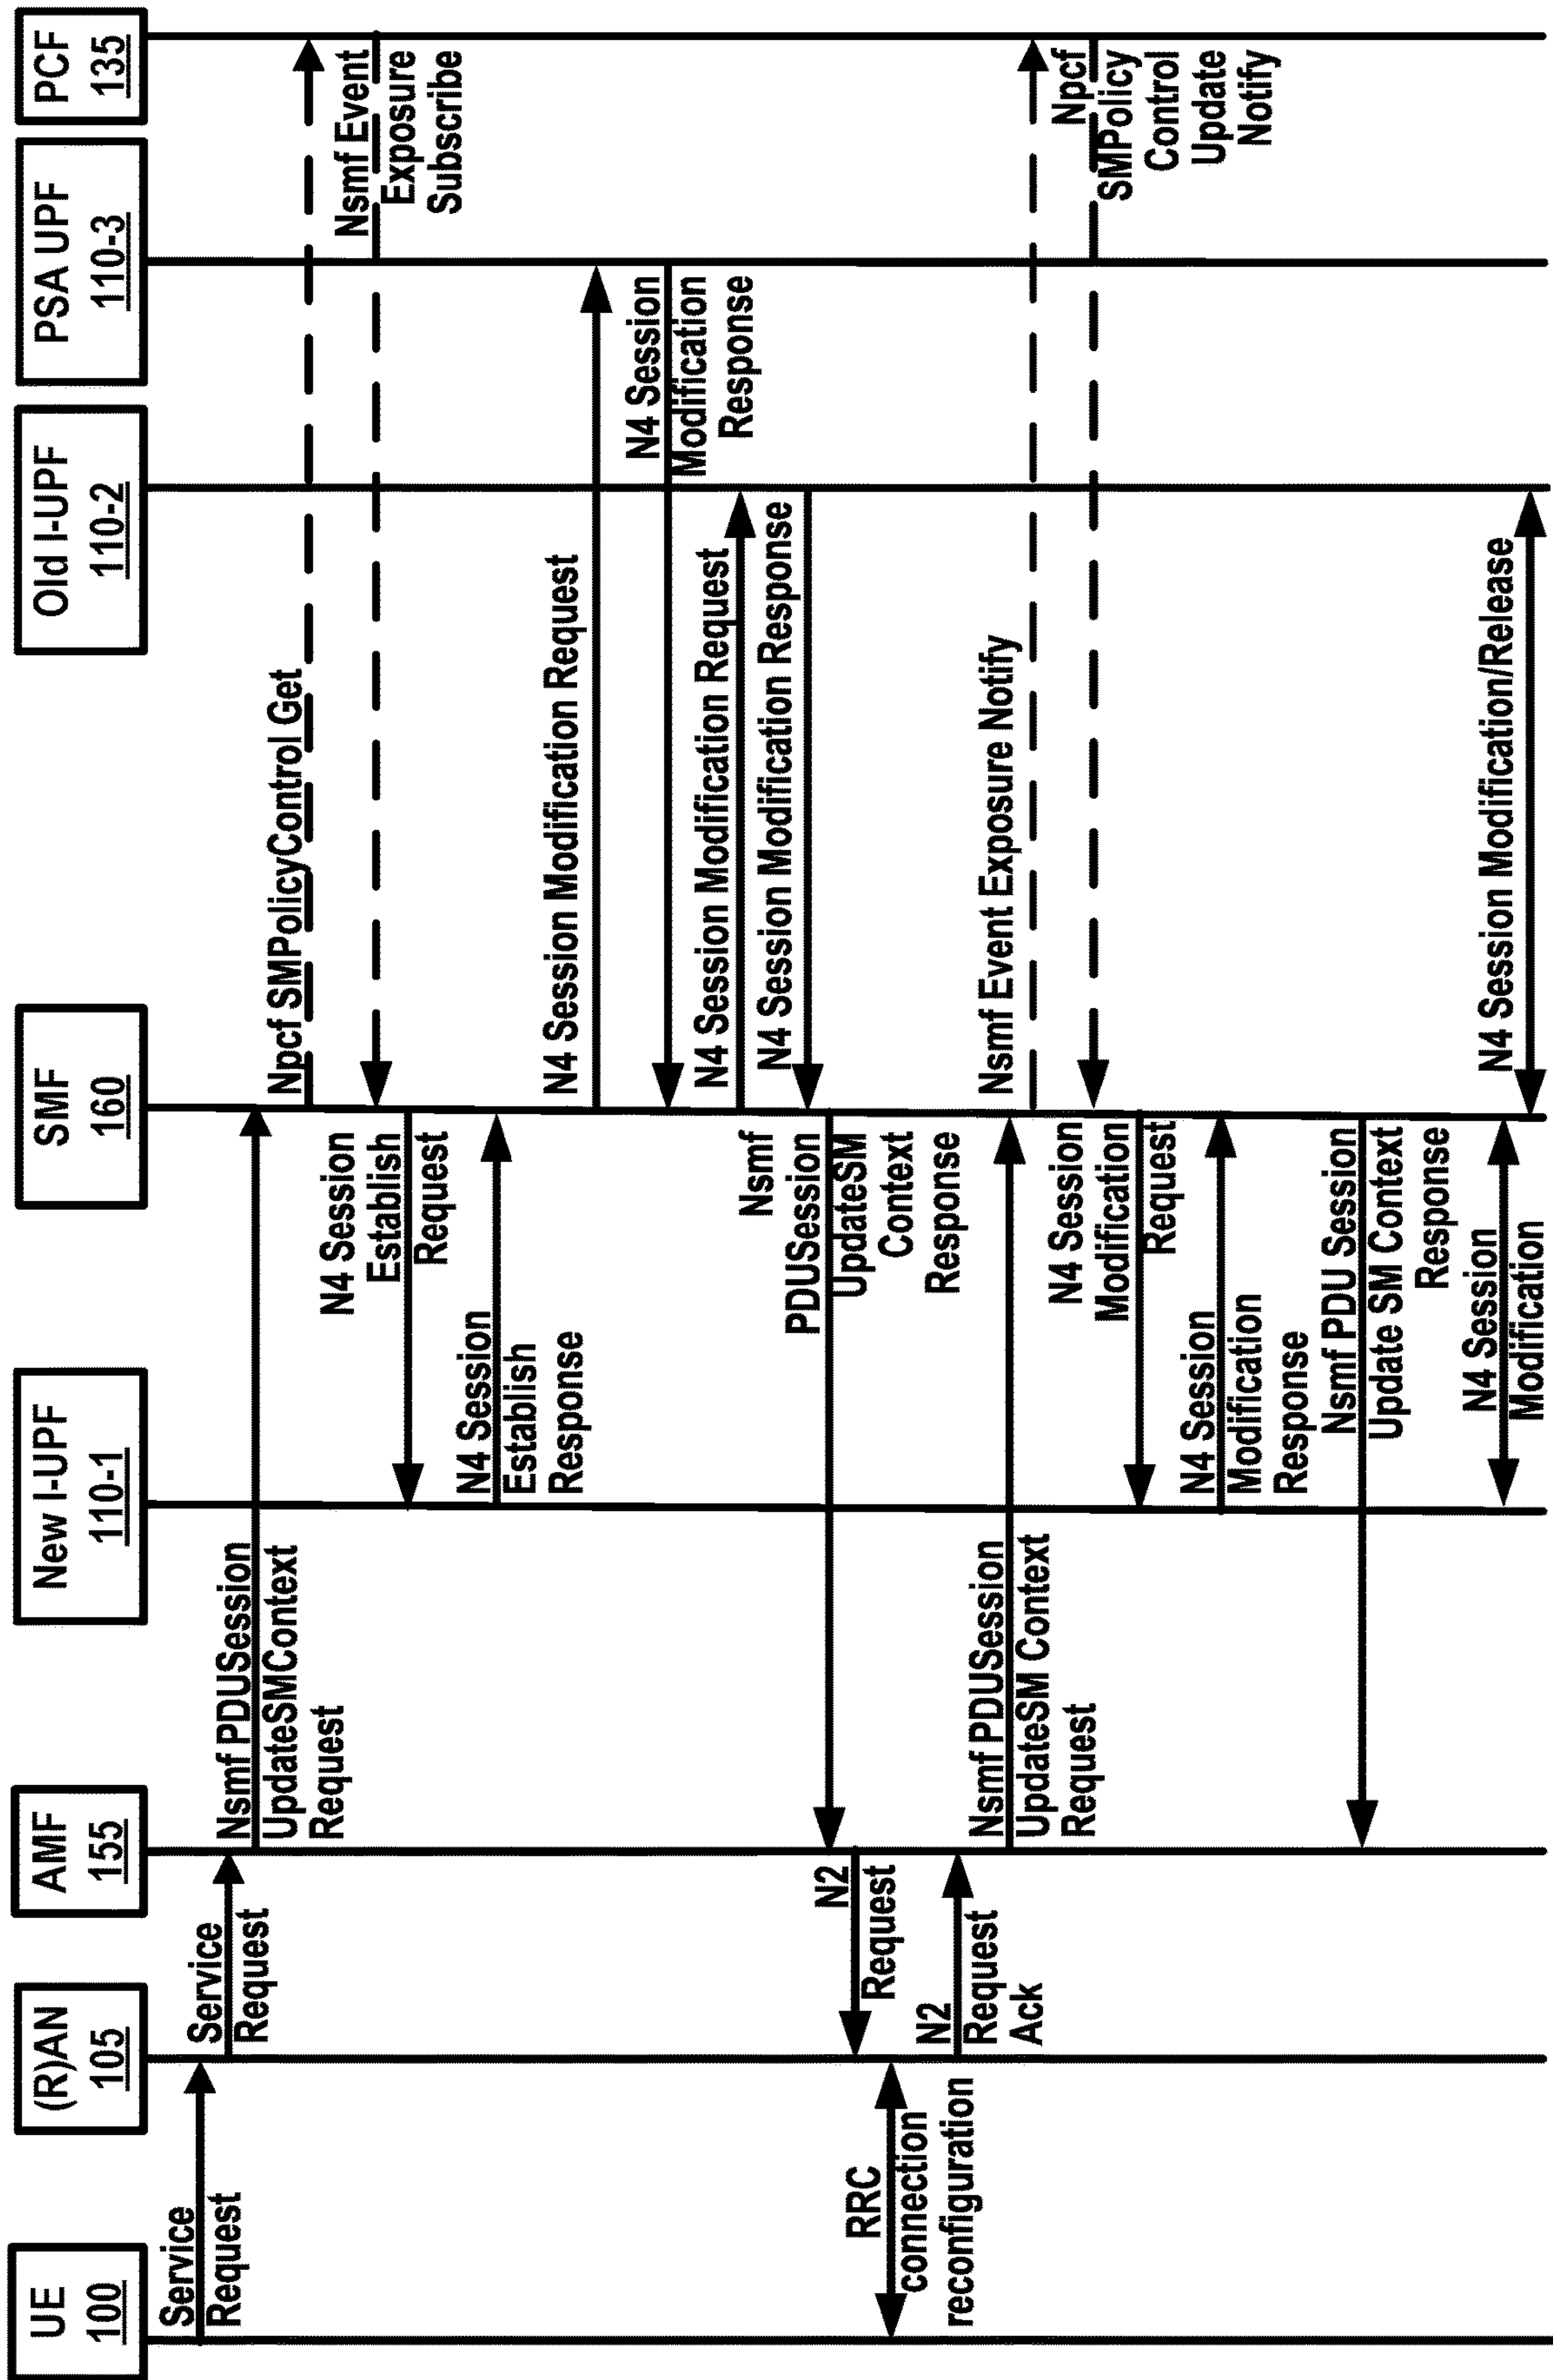 UE
100
(R)AN
105
AMF
155
New I-UPF
110-1
SMF
160
Old I-UPF
110-2
PSA UPF
110-3
PCF
135
Service
Request
Service
Request
Nsmf PDUSession
UpdateSMContext
Request
Npcf SMPolicyControl Get
Nsmf Event
Exposure
Subscribe
N4 Session
Establish
Request
N4 Session
Establish
Response
N4 Session Modification Request
N4 Session
Modification
Response
N4 Session Modification Request
N4 Session Modification Response
Nsmf
PDUSession
UpdateSM
Context
Response
N2
Request
RRC
connection
reconfiguration
N2
Request
Ack
Nsmf PDUSession
UpdateSM Context
Request
Nsmf Event Exposure Notify
Npcf
SMPolicy
Control
Update
Notify
N4 Session
Modification
Request
N4 Session
Modification
Response
Nsmf PDU Session
Update SM Context
Response
N4 Session
Modification
N4 Session Modification/Release